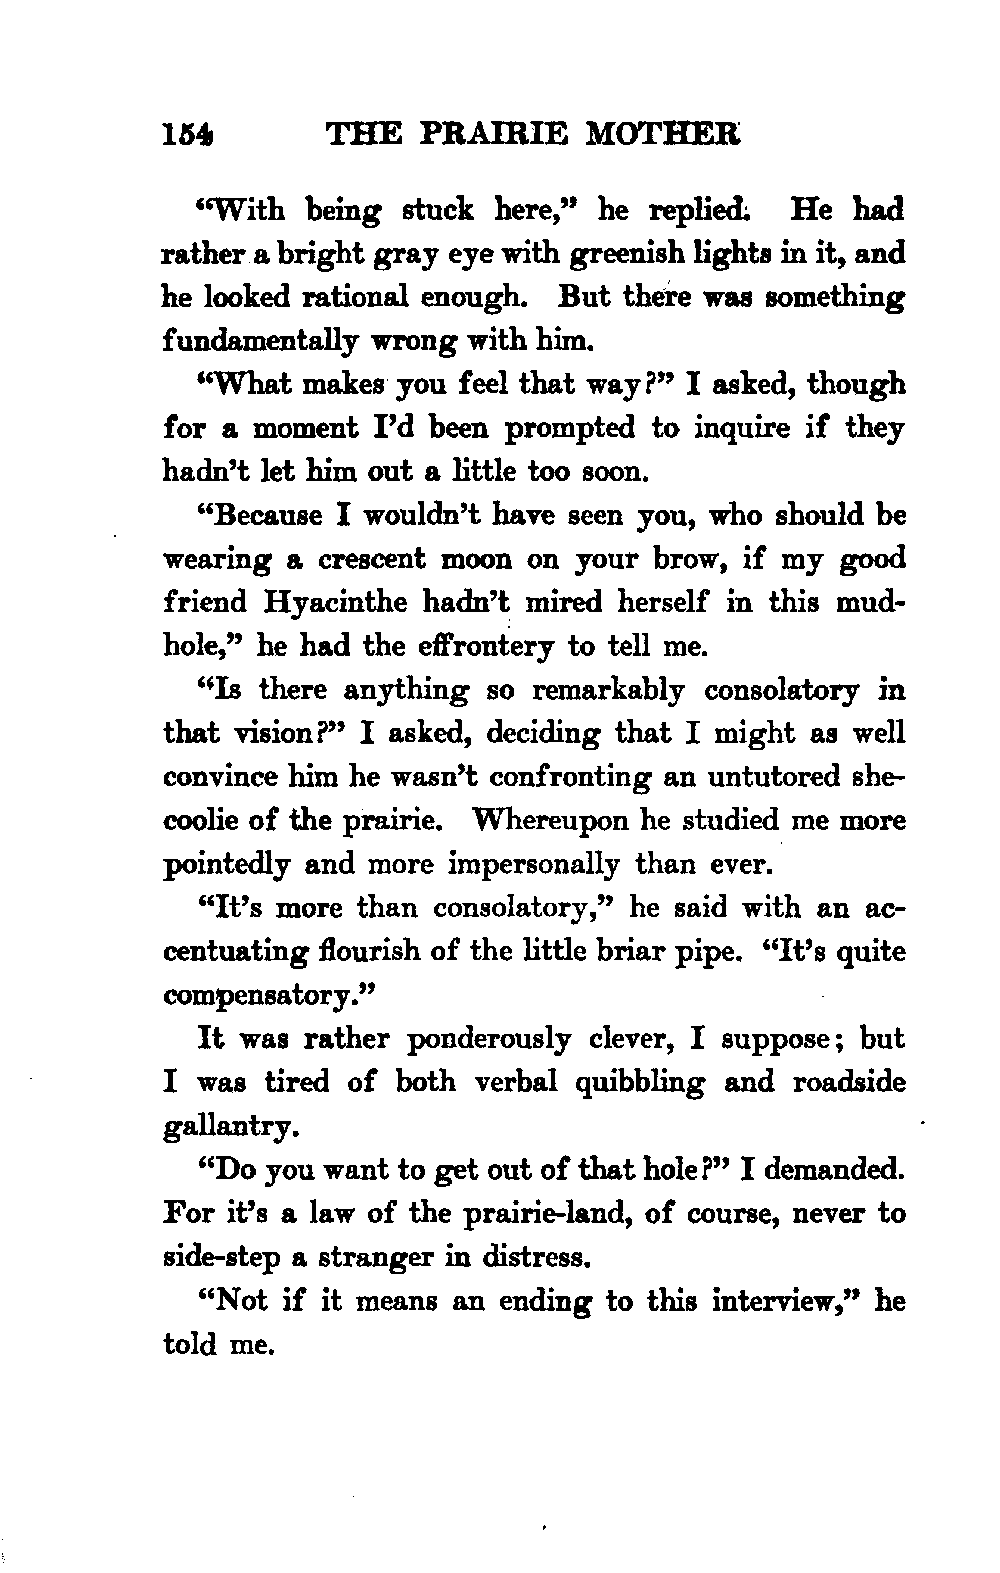 154 THE PRAIRIE MOTHER
“With being stuck here,” he replied. He had
rather a bright gray eye with greenish lights in it, and
he looked rational enough. But there was something
fundamentally wrong with him.
“What makes you feel that way?” I asked, though
for a moment I’d been prompted to inquire if they
hadn’t let him out a little too soon.
“Because I wouldn’t have seen you, who should be
wearing a crescent moon on your brow, if my good
friend Hyacinthe hadn’t mired herself in this mud-
hole,” he had the effrontery to tell me.
“Is there anything so remarkably consolatory in
that vision?” I asked, deciding that I might as well
convince him he wasn’t confronting an untutored she-
coolie of the prairie. Whereupon he studied me more
pointedly and more impersonally than ever.
“It’s more than consolatory,” he said with an ac-
centuating flourish of the little briar pipe. “It’s quite
compensatory.”
It was rather ponderously clever, I suppose; but
I was tired of both verbal quibbling and roadside
gallantry.
“Do you want to get out of that hole?” I demanded.
For it’s a law of the prairie-land, of course, never to
side-step a stranger in distress.
“Not if it means an ending to this interview,” he
told me.